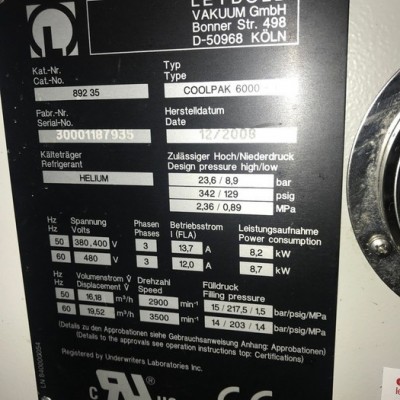 LEYBOLD
VAKUUM GmbH
Bonner Str. 498
D-50968 KÖLN
Kat.-Nr. Typ
Cat.-No. Type
892 35 COOLPAK 6000
Fabr.-Nr. Herstelldatum
Serial-No. Date
30001187935 12/2008
Kälteträger Zulässiger Hoch/Niederdruck
Refrigerant Design pressure high/low
HELIUM 23,6 / 8,9 bar
342 / 129 psig
2,36 / 0,89 MPa
Hz Spannung Phasen Betriebsstrom Leistungsaufnahme
Hz Volts Phases I (FLA) Power consumption
50 380,400 V 3 13,7 A 8,2 kW
60 480 V 3 12,0 A 8,7 kW
Hz Volumenstrom V̇ Drehzahl Fülldruck
Hz Displacement V̇ Speed Filling pressure
50 16,18 m³/h 2900 min⁻¹ 15 / 217,5 / 1,5 bar/psig/MPa
60 19,52 m³/h 3500 min⁻¹ 14 / 203 / 1,4 bar/psig/MPa
(Details zu den Approbationen siehe Gebrauchsanweisung Anhang: Approbationen)
(Details to the approbations see operation instructions top: Certifications)
Registered by Underwriters Laboratories Inc.